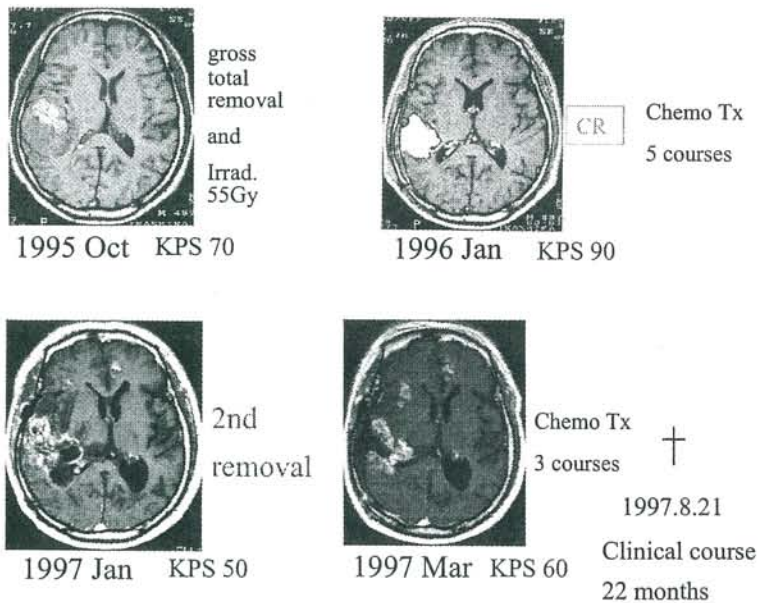 gross
total
removal
and
Irrad.
55Gy
1995 Oct KPS 70
CR
Chemo Tx
5 courses
1996 Jan KPS 90
2nd
removal
1997 Jan KPS 50
Chemo Tx
3 courses
†
1997.8.21
Clinical course
22 months
1997 Mar KPS 60